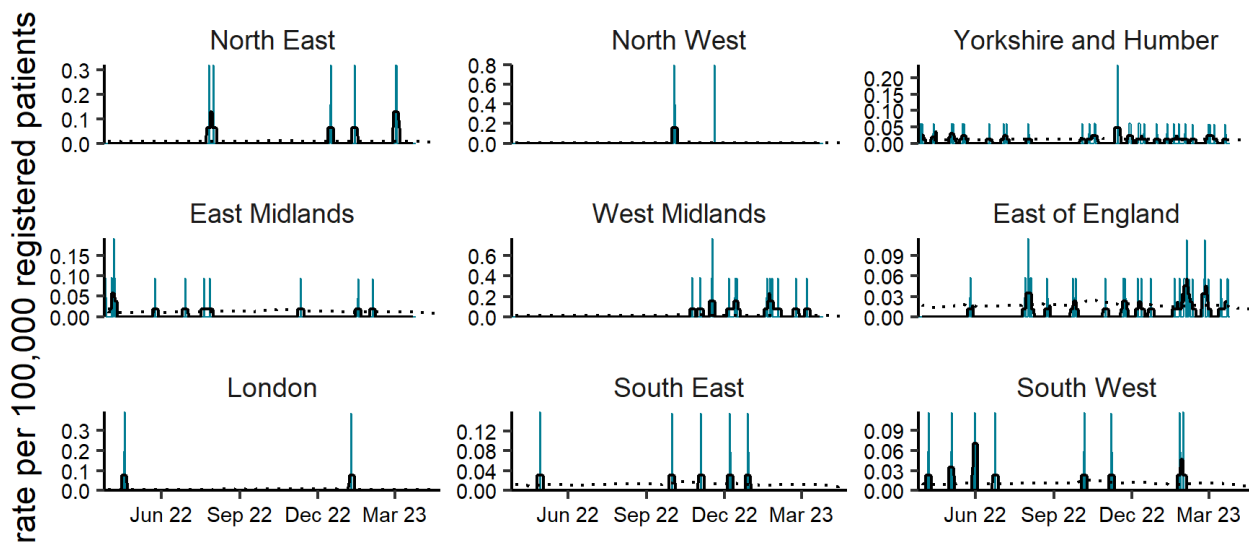 rate per 100,000 registered patients
North East
0.3
0.2
0.1
0.0
North West
0.8
0.6
0.4
0.2
0.0
Yorkshire and Humber
0.20
0.15
0.10
0.05
0.00
East Midlands
0.15
0.10
0.05
0.00
West Midlands
0.6
0.4
0.2
0.0
East of England
0.09
0.06
0.03
0.00
London
0.3
0.2
0.1
0.0
Jun 22 Sep 22 Dec 22 Mar 23
South East
0.12
0.08
0.04
0.00
Jun 22 Sep 22 Dec 22 Mar 23
South West
0.09
0.06
0.03
0.00
Jun 22 Sep 22 Dec 22 Mar 23